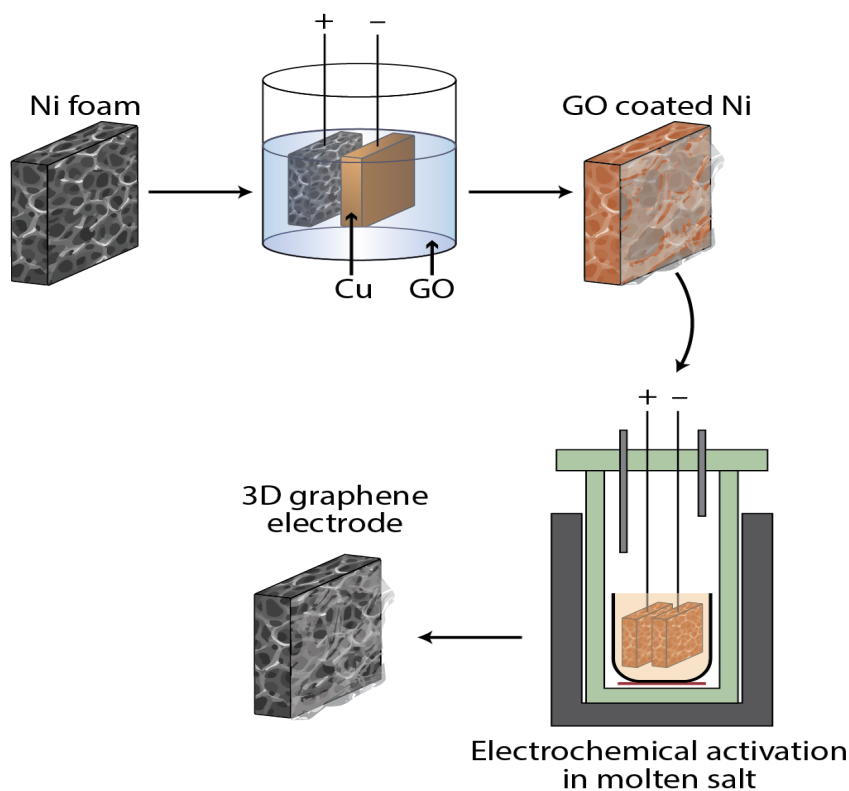 + −
Ni foam
GO coated Ni
Cu
GO
+ −
3D graphene
electrode
Electrochemical activation
in molten salt